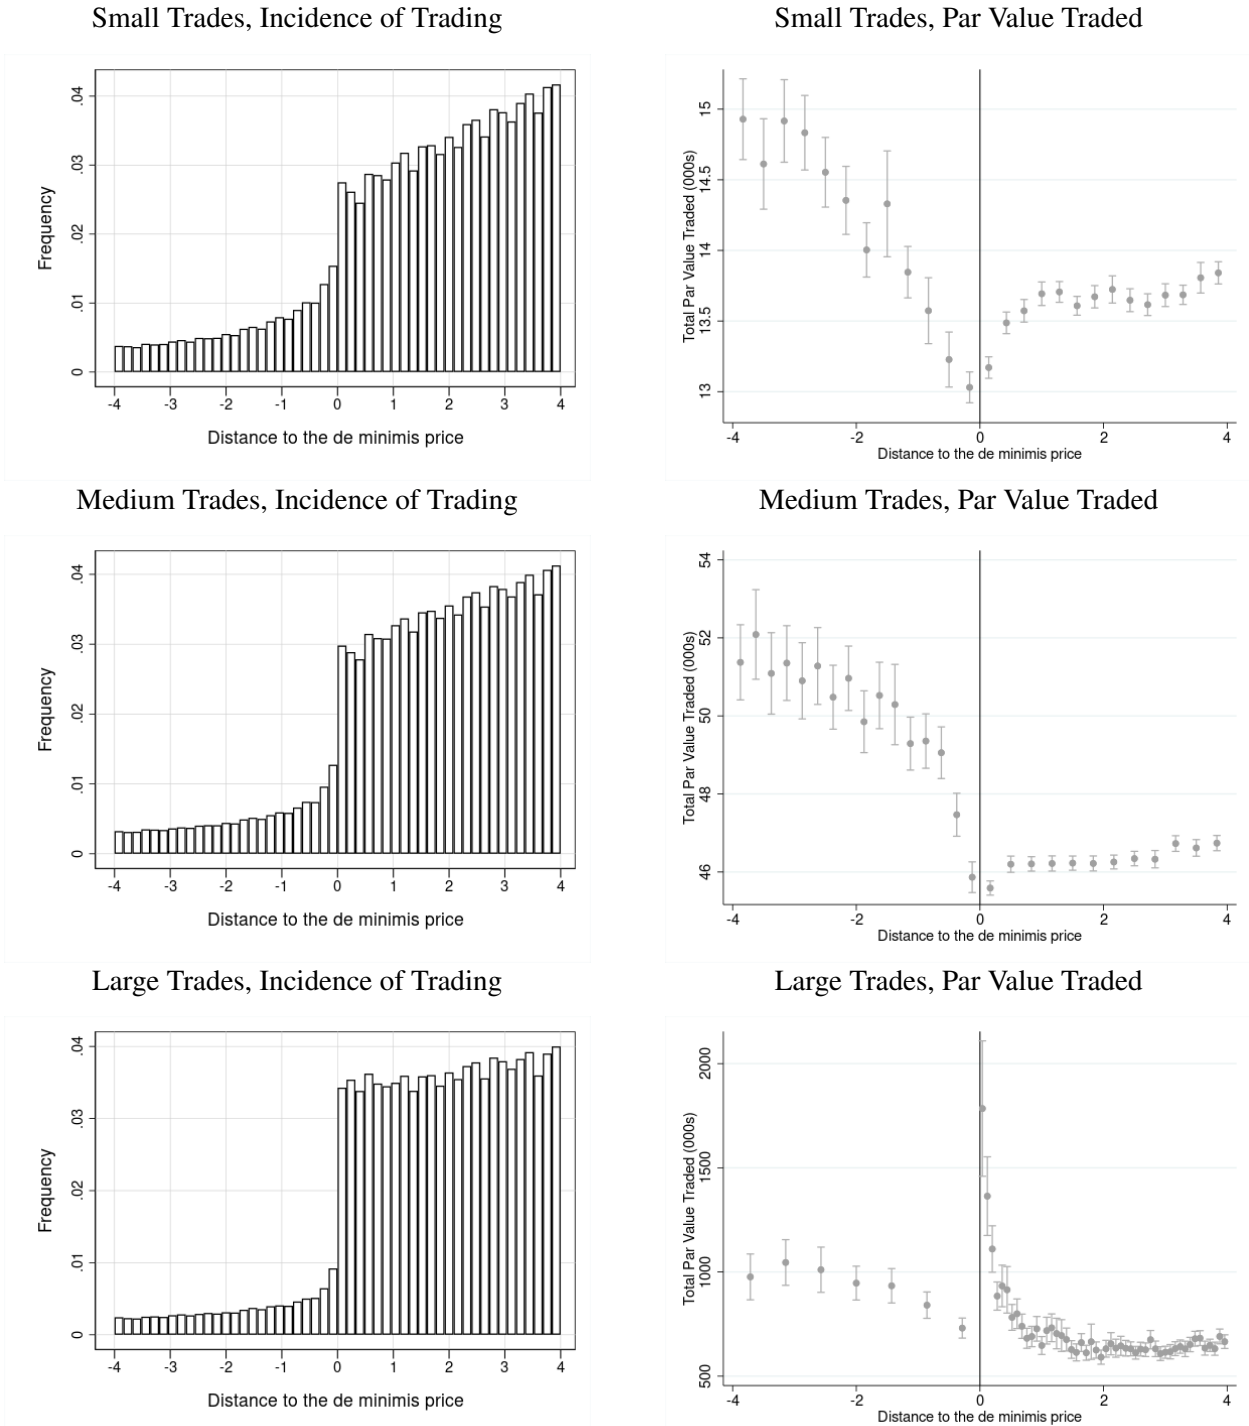 Small Trades, Incidence of Trading
.04
.03
.02
.01
0
Frequency
-4 -3 -2 -1 0 1 2 3 4
Distance to the de minimis price
Small Trades, Par Value Traded
15
14.5
14
13.5
13
Total Par Value Traded (000s)
-4 -2 0 2 4
Distance to the de minimis price
Medium Trades, Incidence of Trading
.04
.03
.02
.01
0
Frequency
-4 -3 -2 -1 0 1 2 3 4
Distance to the de minimis price
Medium Trades, Par Value Traded
54
52
50
48
46
Total Par Value Traded (000s)
-4 -2 0 2 4
Distance to the de minimis price
Large Trades, Incidence of Trading
.04
.03
.02
.01
0
Frequency
-4 -3 -2 -1 0 1 2 3 4
Distance to the de minimis price
Large Trades, Par Value Traded
2000
1500
1000
500
Total Par Value Traded (000s)
-4 -2 0 2 4
Distance to the de minimis price